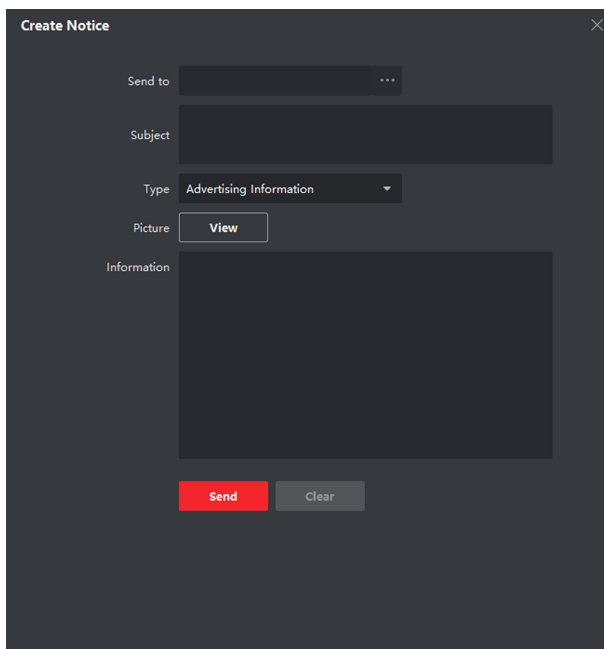 Create Notice
Send to
Subject
Type Advertising Information
Picture View
Information
Send Clear